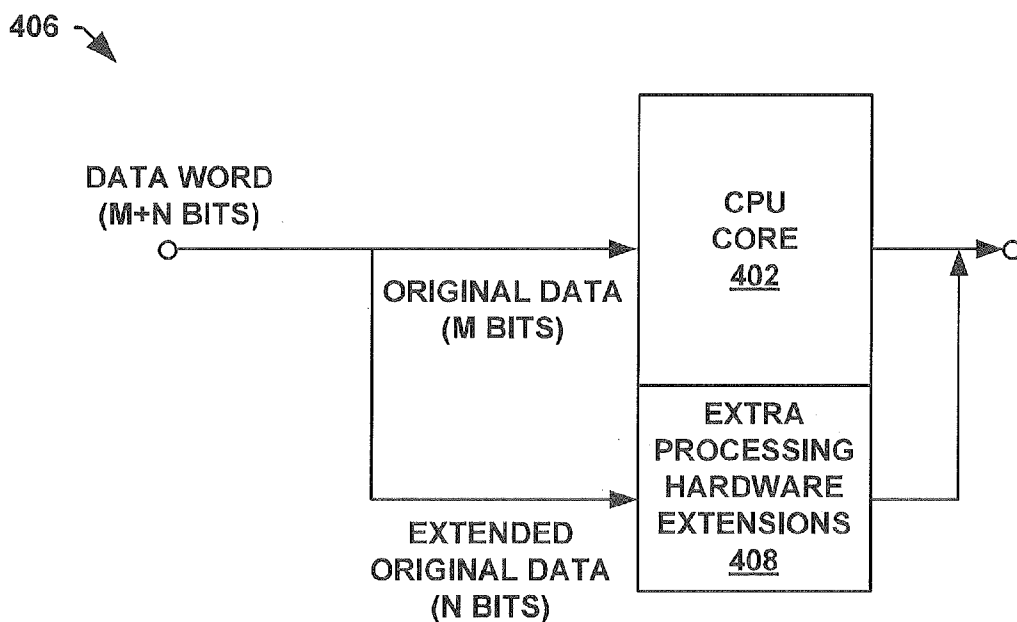 406
DATA WORD
(M+N BITS)
CPU
CORE
402
ORIGINAL DATA
(M BITS)
EXTRA
PROCESSING
HARDWARE
EXTENSIONS
408
EXTENDED
ORIGINAL DATA
(N BITS)